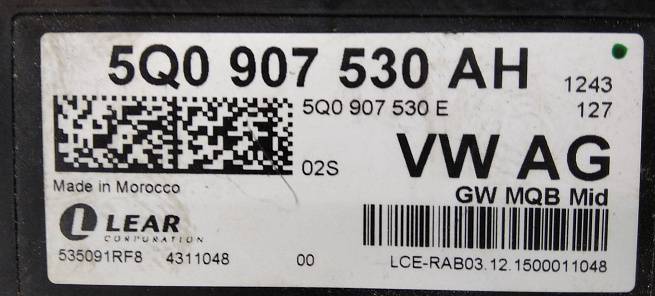 5Q0 907 530 AH 1243
5Q0 907 530 E 127
02S VW AG
Made in Morocco GW MQB Mid
LEAR
CORPORATION
535091RF8 4311048 00 LCE-RAB03.12.1500011048